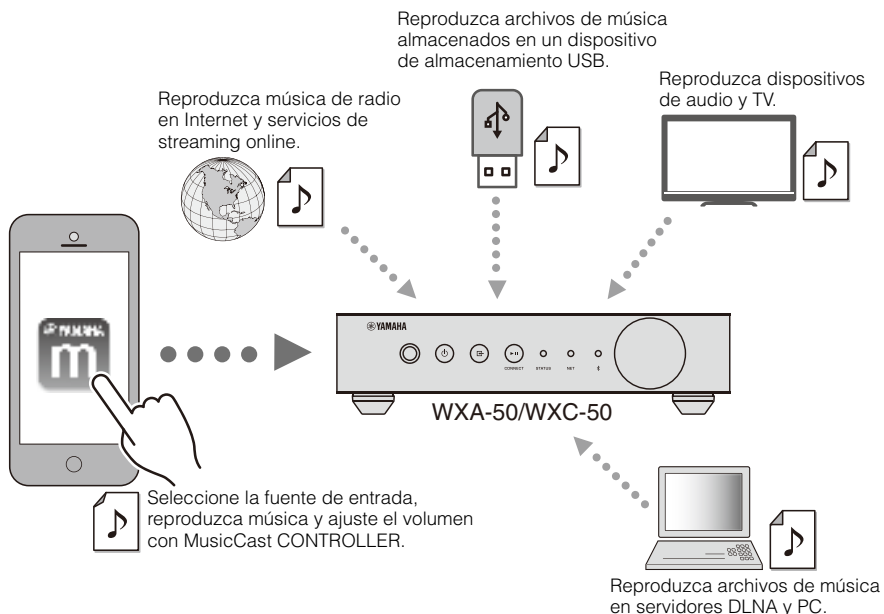 Reproduzca archivos de música
almacenados en un dispositivo
de almacenamiento USB.
Reproduzca dispositivos
de audio y TV.
Reproduzca música de radio
en Internet y servicios de
streaming online.
YAMAHA
m
YAMAHA
CONNECT
STATUS
NET
WXA-50/WXC-50
Seleccione la fuente de entrada,
reproduzca música y ajuste el volumen
con MusicCast CONTROLLER.
Reproduzca archivos de música
en servidores DLNA y PC.